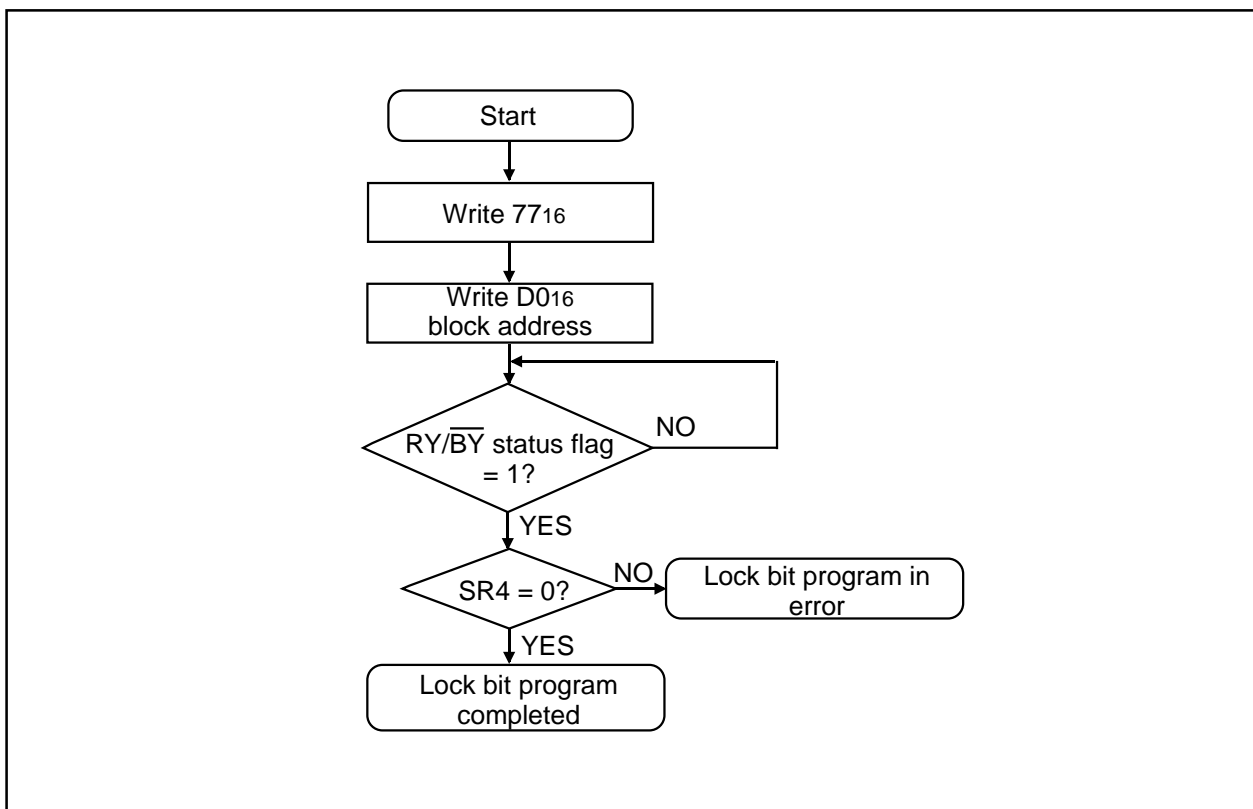 Start
Write 7716
Write D016
block address
RY/BY status flag
= 1?
NO
YES
SR4 = 0?
NO
Lock bit program in
error
YES
Lock bit program
completed